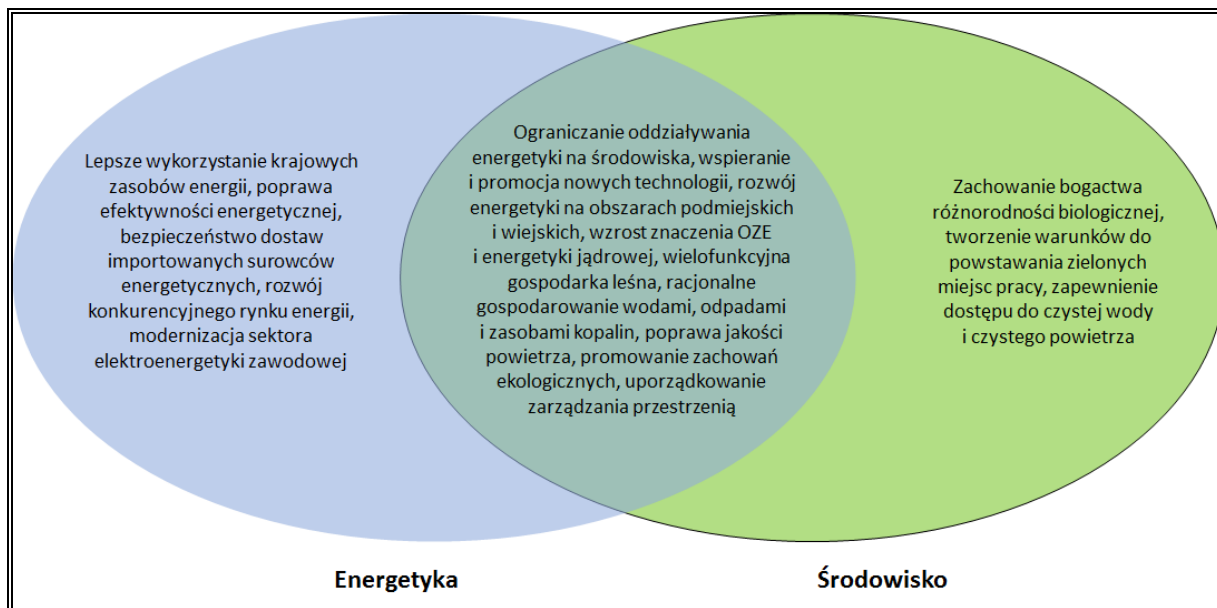 Lepsze wykorzystanie krajowych
zasobów energii, poprawa
efektywności energetycznej,
bezpieczeństwo dostaw
importowanych surowców
energetycznych, rozwój
konkurencyjnego rynku energii,
modernizacja sektora
elektroenergetyki zawodowej
Ograniczanie oddziaływania
energetyki na środowiska, wspieranie
i promocja nowych technologii, rozwój
energetyki na obszarach podmiejskich
i wiejskich, wzrost znaczenia OZE
i energetyki jądrowej, wielofunkcyjna
gospodarka leśna, racjonalne
gospodarowanie wodami, odpadami
i zasobami kopalin, poprawa jakości
powietrza, promowanie zachowań
ekologicznych, uporządkowanie
zarządzania przestrzenią
Zachowanie bogactwa
różnorodności biologicznej,
tworzenie warunków do
powstawania zielonych
miejsc pracy, zapewnienie
dostępu do czystej wody
i czystego powietrza
Energetyka
Środowisko